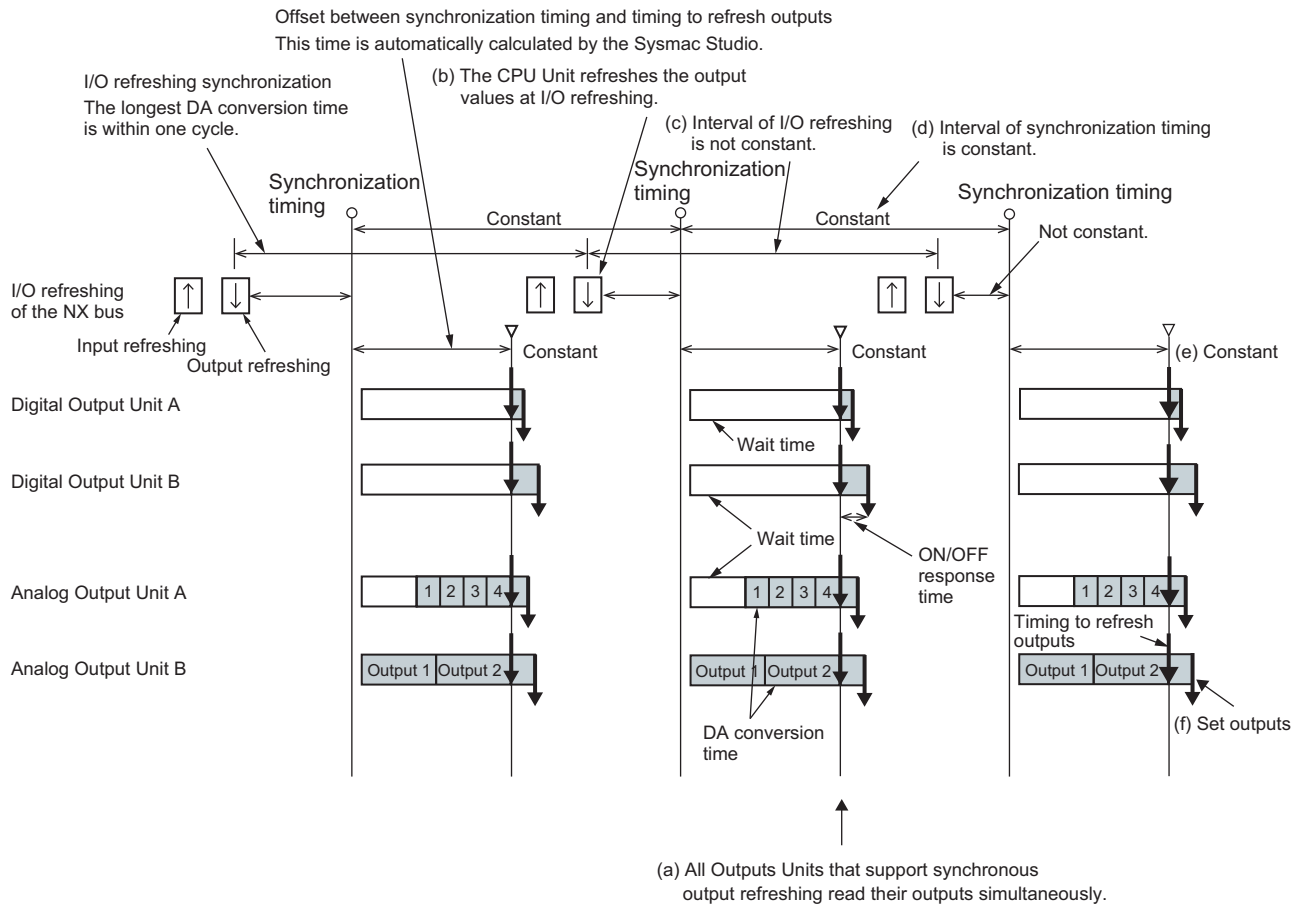 Offset between synchronization timing and timing to refresh outputs
This time is automatically calculated by the Sysmac Studio.
I/O refreshing synchronization
The longest DA conversion time
is within one cycle.
(b) The CPU Unit refreshes the output
values at I/O refreshing.
(c) Interval of I/O refreshing
is not constant.
(d) Interval of synchronization timing
is constant.
Synchronization
timing
Synchronization
timing
Synchronization timing
Constant
Constant
Not constant.
I/O refreshing
of the NX bus
Input refreshing
Output refreshing
Constant
Constant
(e) Constant
Digital Output Unit A
Wait time
Digital Output Unit B
Wait time
ON/OFF
response
time
Analog Output Unit A
1 2 3 4
1 2 3 4
1 2 3 4
Timing to refresh
outputs
Analog Output Unit B
Output 1 Output 2
Output 1 Output 2
Output 1 Output 2
DA conversion
time
(f) Set outputs
(a) All Outputs Units that support synchronous
output refreshing read their outputs simultaneously.